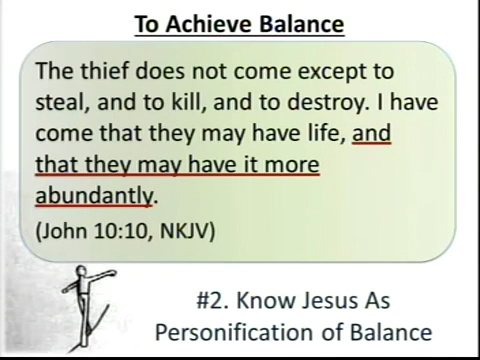 To Achieve Balance
The thief does not come except to
steal, and to kill, and to destroy. I have
come that they may have life, and
that they may have it more
abundantly.
(John 10:10, NKJV)
#2. Know Jesus As
Personification of Balance